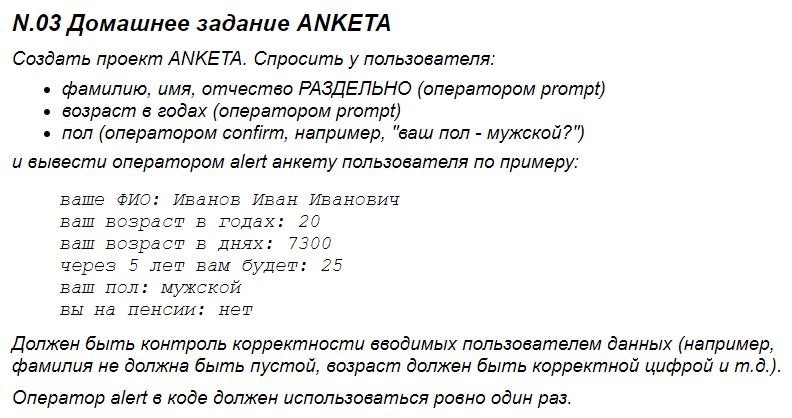 N.03 Домашнее задание ANKETA
Создать проект ANKETA. Спросить у пользователя:
• фамилию, имя, отчество РАЗДЕЛЬНО (оператором prompt)
• возраст в годах (оператором prompt)
• пол (оператором confirm, например, "ваш пол - мужской?")
и вывести оператором alert анкету пользователя по примеру:
ваше ФИО: Иванов Иван Иванович
ваш возраст в годах: 20
ваш возраст в днях: 7300
через 5 лет вам будет: 25
ваш пол: мужской
вы на пенсии: нет
Должен быть контроль корректности вводимых пользователем данных (например,
фамилия не должна быть пустой, возраст должен быть корректной цифрой и т.д.).
Оператор alert в коде должен использоваться ровно один раз.